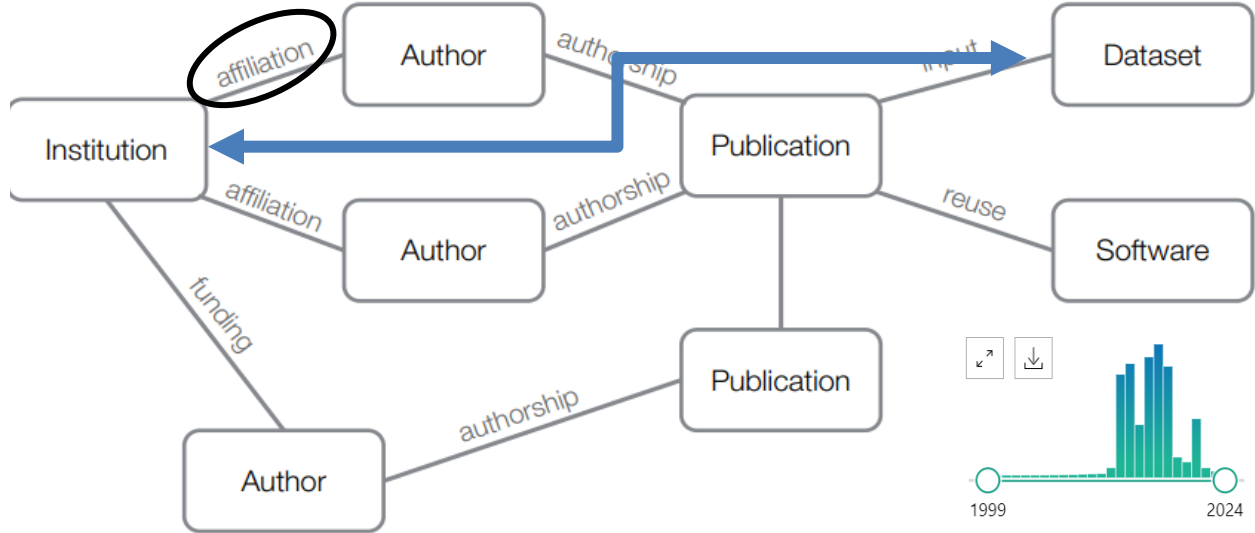 affiliation
Author
authorship
input
Dataset
Institution
Publication
affiliation
Author
authorship
reuse
Software
funding
Publication
authorship
Author
1999
2024